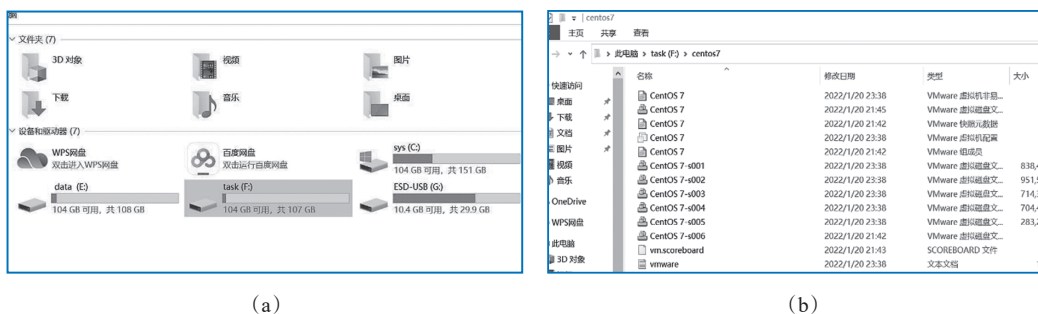 文件夹 (7)
3D 对象
视频
图片
下载
音乐
桌面
设备和驱动器 (7)
WPS网盘
双击进入WPS网盘
百度网盘
双击运行百度网盘
sys (C:)
104 GB 可用, 共 151 GB
data (E:)
104 GB 可用, 共 108 GB
task (F:)
104 GB 可用, 共 107 GB
ESD-USB (G:)
10.4 GB 可用, 共 29.9 GB
(a)
centos7
主页 共享 查看
此电脑 > task (F:) > centos7
名称 修改日期 类型 大小
快速访问
桌面
下载
文档
图片
视频
音乐
OneDrive
WPS网盘
此电脑
3D 对象
CentOS 7 2022/1/20 23:38 VMware 虚拟机非易...
CentOS 7 2022/1/20 21:45 VMware 虚拟磁盘文...
CentOS 7 2022/1/20 21:42 VMware 快照元数据
CentOS 7 2022/1/20 23:38 VMware 虚拟机配置
CentOS 7 2022/1/20 21:42 VMware 组成员
CentOS 7-s001 2022/1/20 23:38 VMware 虚拟磁盘文... 838,4
CentOS 7-s002 2022/1/20 23:38 VMware 虚拟磁盘文... 951,5
CentOS 7-s003 2022/1/20 23:38 VMware 虚拟磁盘文... 714,3
CentOS 7-s004 2022/1/20 23:38 VMware 虚拟磁盘文... 704,4
CentOS 7-s005 2022/1/20 23:38 VMware 虚拟磁盘文... 283,2
CentOS 7-s006 2022/1/20 21:42 VMware 虚拟磁盘文...
vm.scoreboard 2022/1/20 21:43 SCOREBOARD 文件
vmware 2022/1/20 23:38 文本文档
(b)